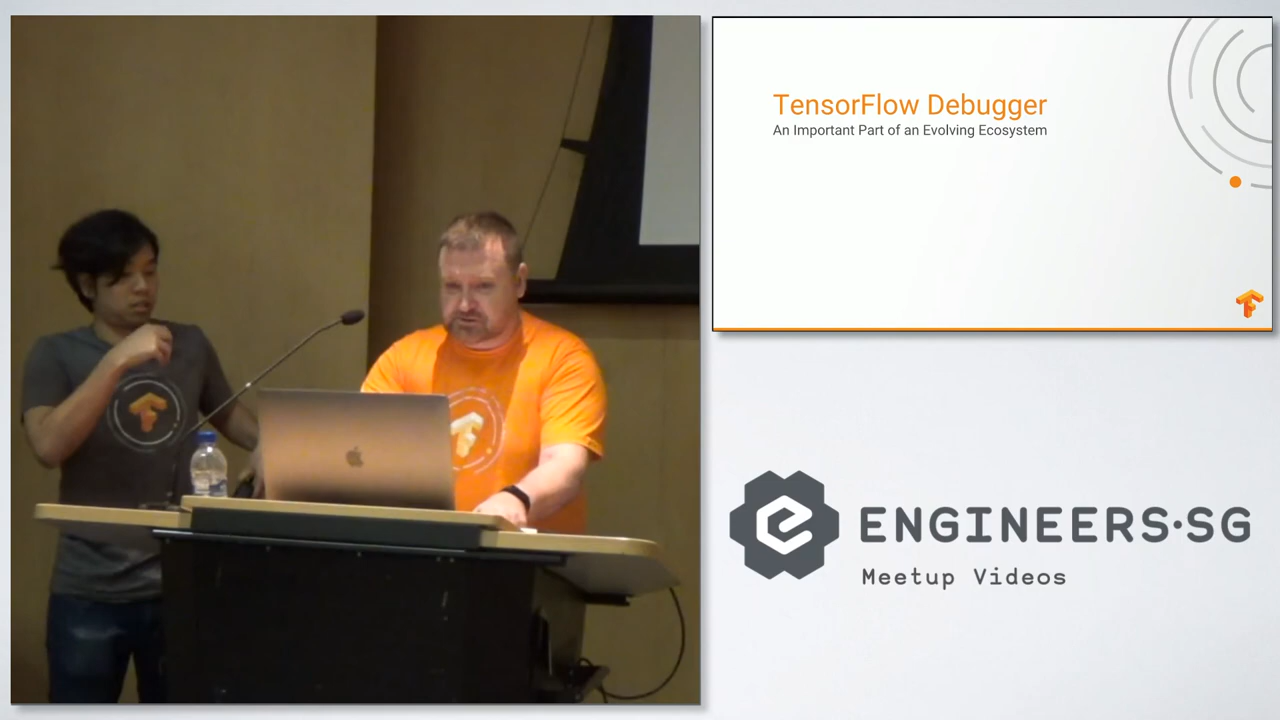 TensorFlow Debugger
An Important Part of an Evolving Ecosystem
ENGINEERS·SG
Meetup Videos